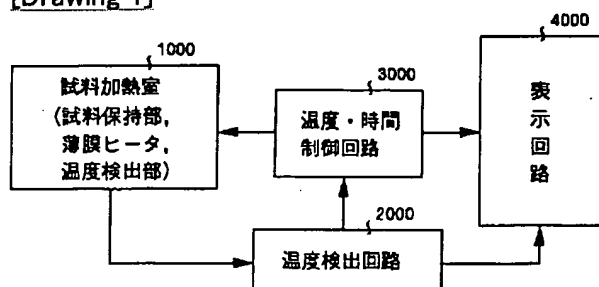 [Drawing 1]
1000
試料加熱室
(試料保持部,
薄膜ヒータ,
温度検出部)
3000
温度・時間
制御回路
2000
温度検出回路
4000
表示回路